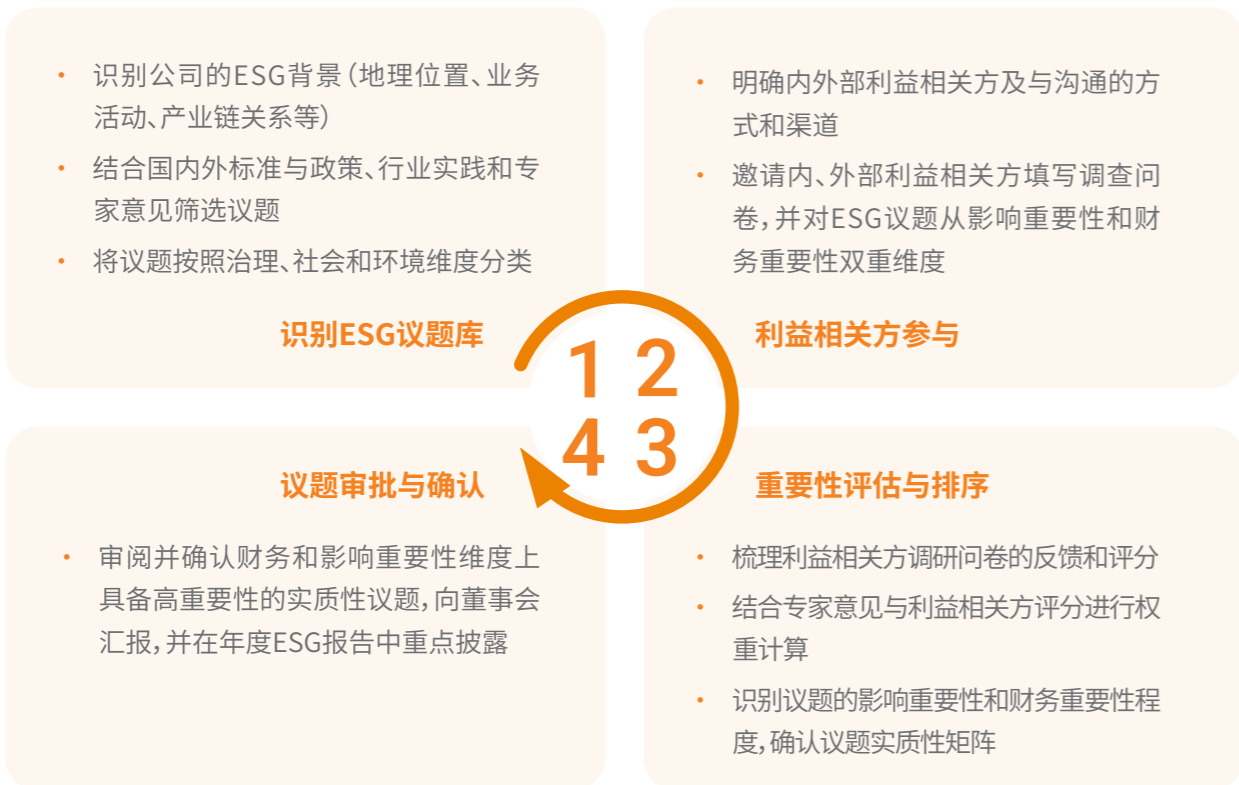 • 识别公司的ESG背景（地理位置、业务
活动、产业链关系等）
• 结合国内外标准与政策、行业实践和专
家意见筛选议题
• 将议题按照治理、社会和环境维度分类
识别ESG议题库
• 明确内外部利益相关方及与沟通的方
式和渠道
• 邀请内、外部利益相关方填写调查问
卷，并对ESG议题从影响重要性和财
务重要性双重维度
利益相关方参与
1 2
4 3
重要性评估与排序
• 梳理利益相关方调研问卷的反馈和评分
• 结合专家意见与利益相关方评分进行权
重计算
• 识别议题的影响重要性和财务重要性程
度，确认议题实质性矩阵
议题审批与确认
• 审阅并确认财务和影响重要性维度上
具备高重要性的实质性议题，向董事会
汇报，并在年度ESG报告中重点披露